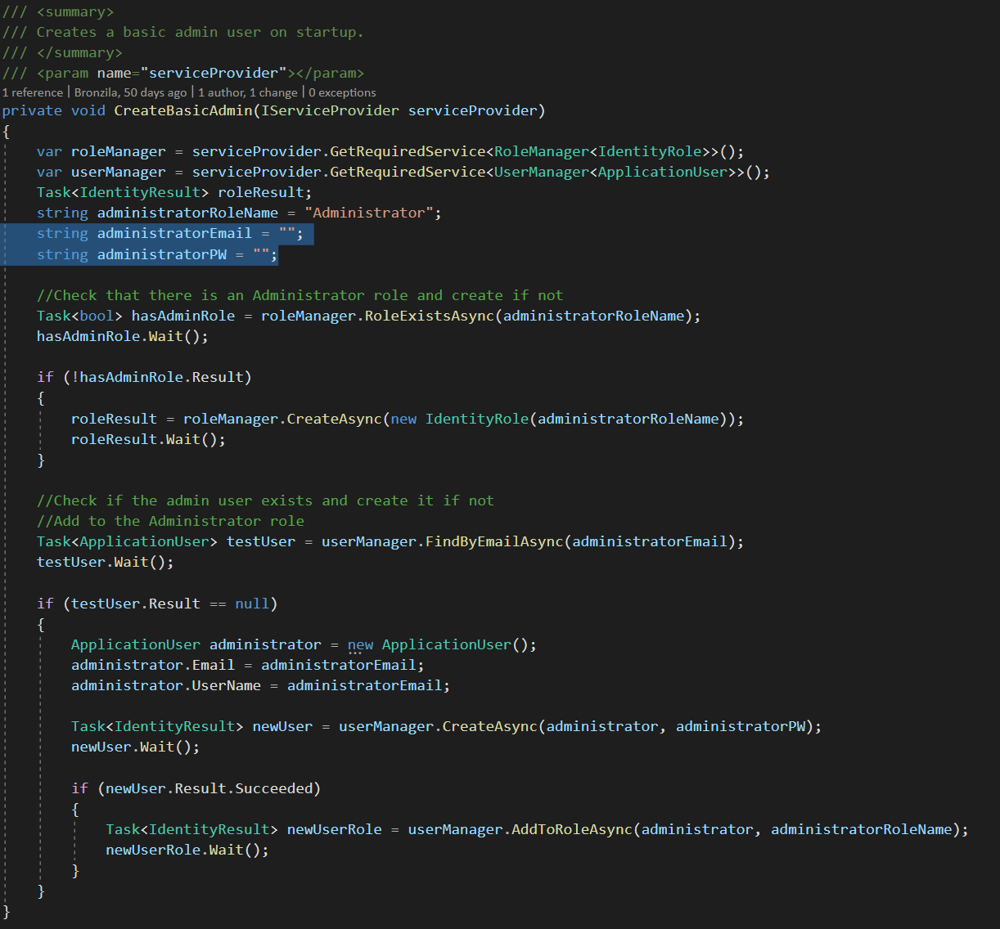 /// <summary>
/// Creates a basic admin user on startup.
/// </summary>
/// <param name="serviceProvider"></param>
1 reference | Bronzila, 50 days ago | 1 author, 1 change | 0 exceptions
private void CreateBasicAdmin(IServiceProvider serviceProvider)
{
    var roleManager = serviceProvider.GetRequiredService<RoleManager<IdentityRole>>();
    var userManager = serviceProvider.GetRequiredService<UserManager<ApplicationUser>>();
    Task<IdentityResult> roleResult;
    string administratorRoleName = "Administrator";
    string administratorEmail = "";
    string administratorPW = "";

    //Check that there is an Administrator role and create if not
    Task<bool> hasAdminRole = roleManager.RoleExistsAsync(administratorRoleName);
    hasAdminRole.Wait();

    if (!hasAdminRole.Result)
    {
        roleResult = roleManager.CreateAsync(new IdentityRole(administratorRoleName));
        roleResult.Wait();
    }

    //Check if the admin user exists and create it if not
    //Add to the Administrator role
    Task<ApplicationUser> testUser = userManager.FindByEmailAsync(administratorEmail);
    testUser.Wait();

    if (testUser.Result == null)
    {
        ApplicationUser administrator = new ApplicationUser();
        administrator.Email = administratorEmail;
        administrator.UserName = administratorEmail;

        Task<IdentityResult> newUser = userManager.CreateAsync(administrator, administratorPW);
        newUser.Wait();

        if (newUser.Result.Succeeded)
        {
            Task<IdentityResult> newUserRole = userManager.AddToRoleAsync(administrator, administratorRoleName);
            newUserRole.Wait();
        }
    }
}